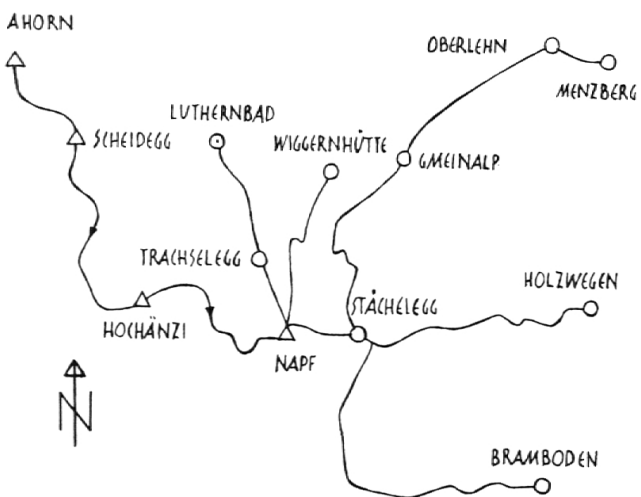 AHORN
OBERLEHN
MENZBERG
LUTHERNBAD
SCHEIDEGG
WIGGERNHÜTTE
GMEINALP
TRACHSELEGG
HOLZWEGEN
STÄCHELEGG
HOCHÄNZI
NAPF
N
BRAMBODEN